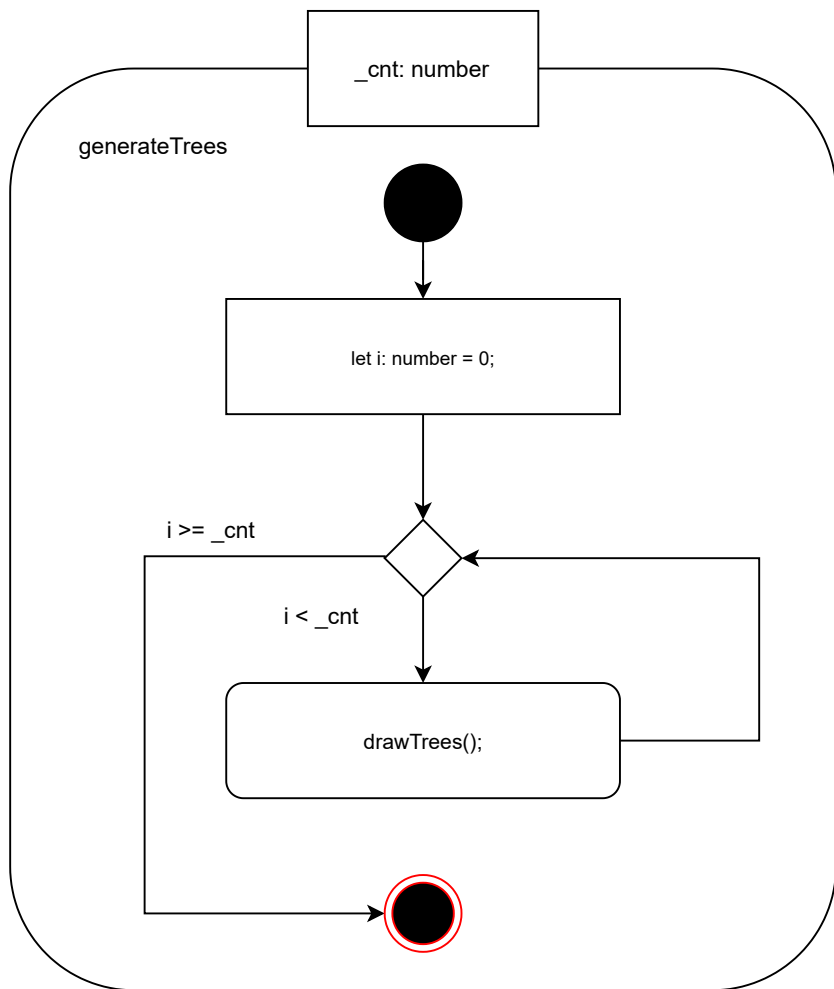 _cnt: number
generateTrees
let i: number = 0;
i >= _cnt
i < _cnt
drawTrees();